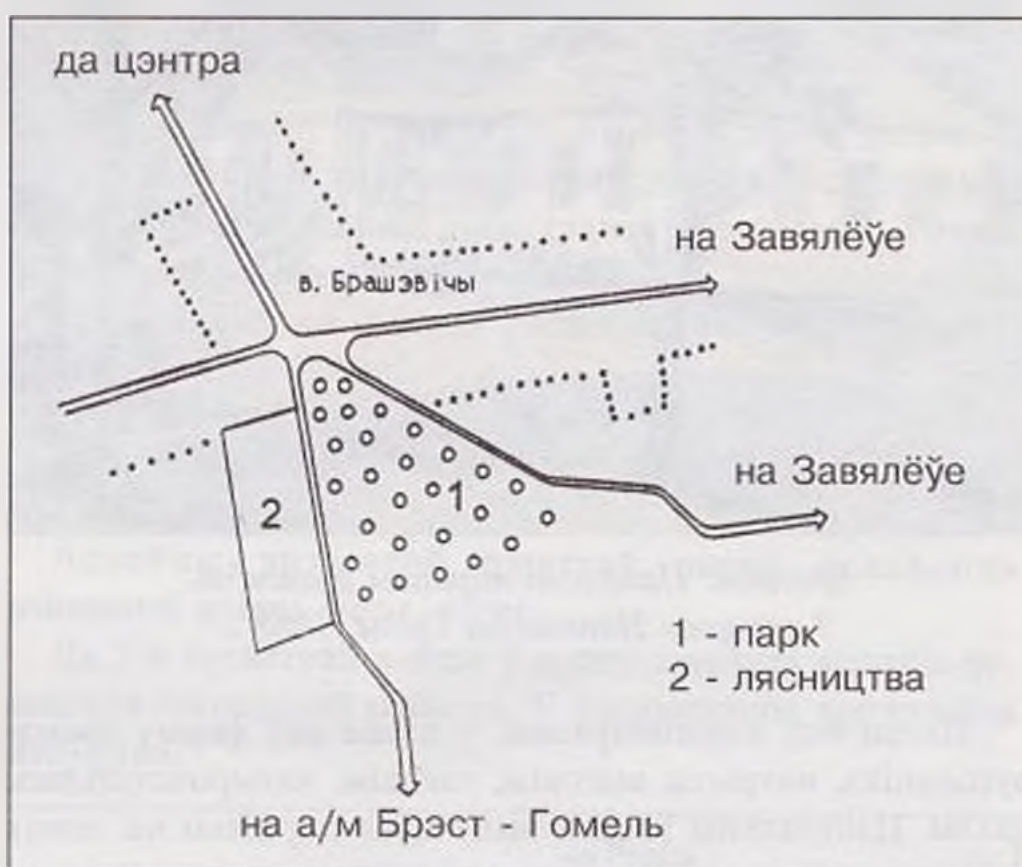 да цэнтра
на Завялёўе
в. Брашэвічы
на Завялёўе
1
2
1 - парк
2 - лясництва
на а/м Брэст - Гомель